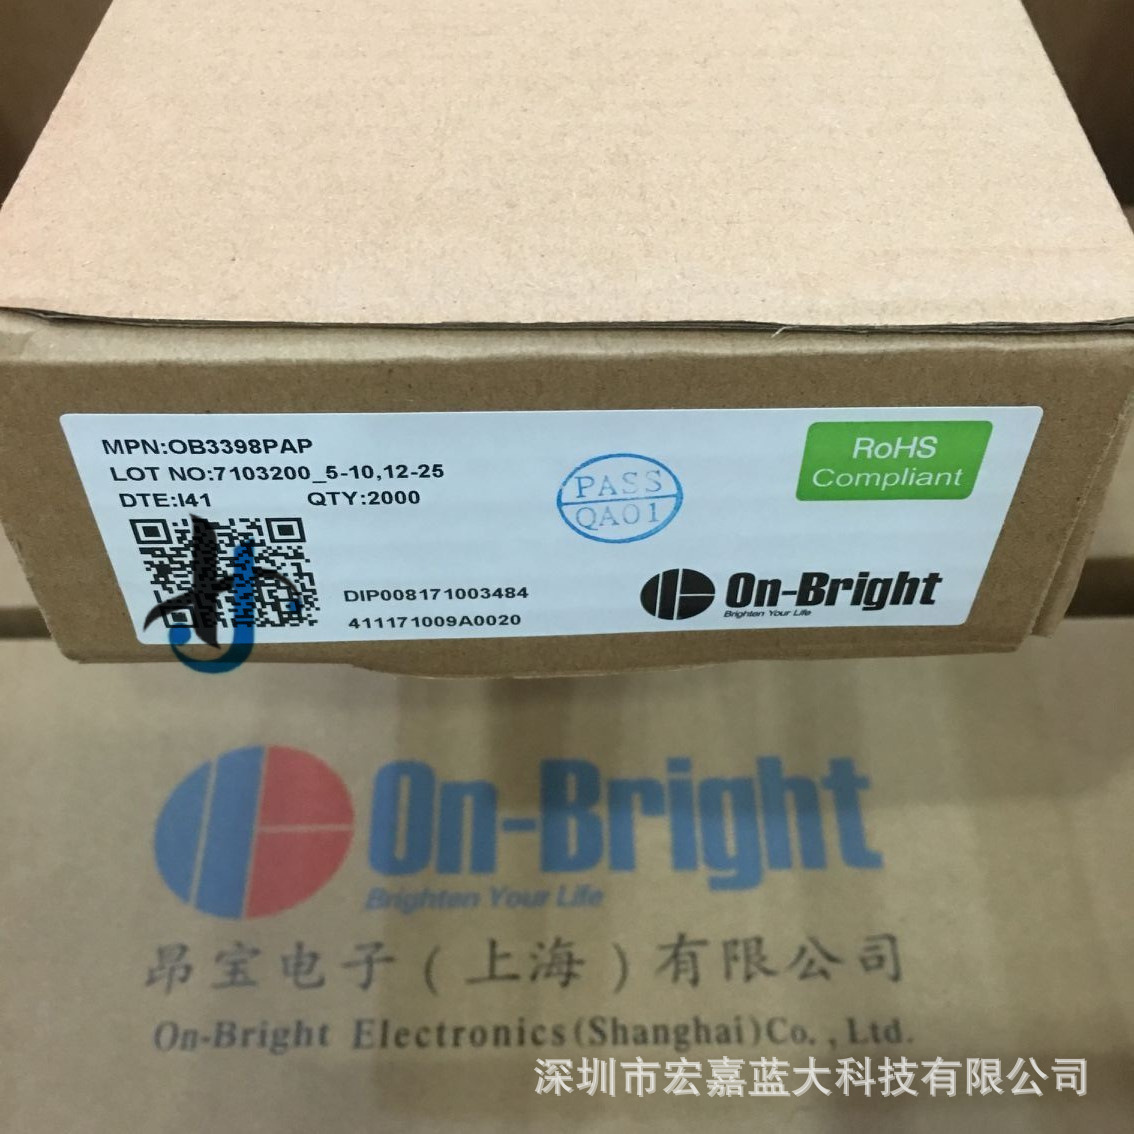 MPN:OB3398PAP
LOT NO:7103200_5-10,12-25
DTE:I41 QTY:2000
PASS
QA01
RoHS
Compliant
DIP008171003484
411171009A0020
On-Bright
Brighten Your Life
On-Bright
Brighten Your Life
昂宝电子(上海)有限公司
On-Bright Electronics(Shanghai)Co.,Ltd.
深圳市宏嘉蓝大科技有限公司